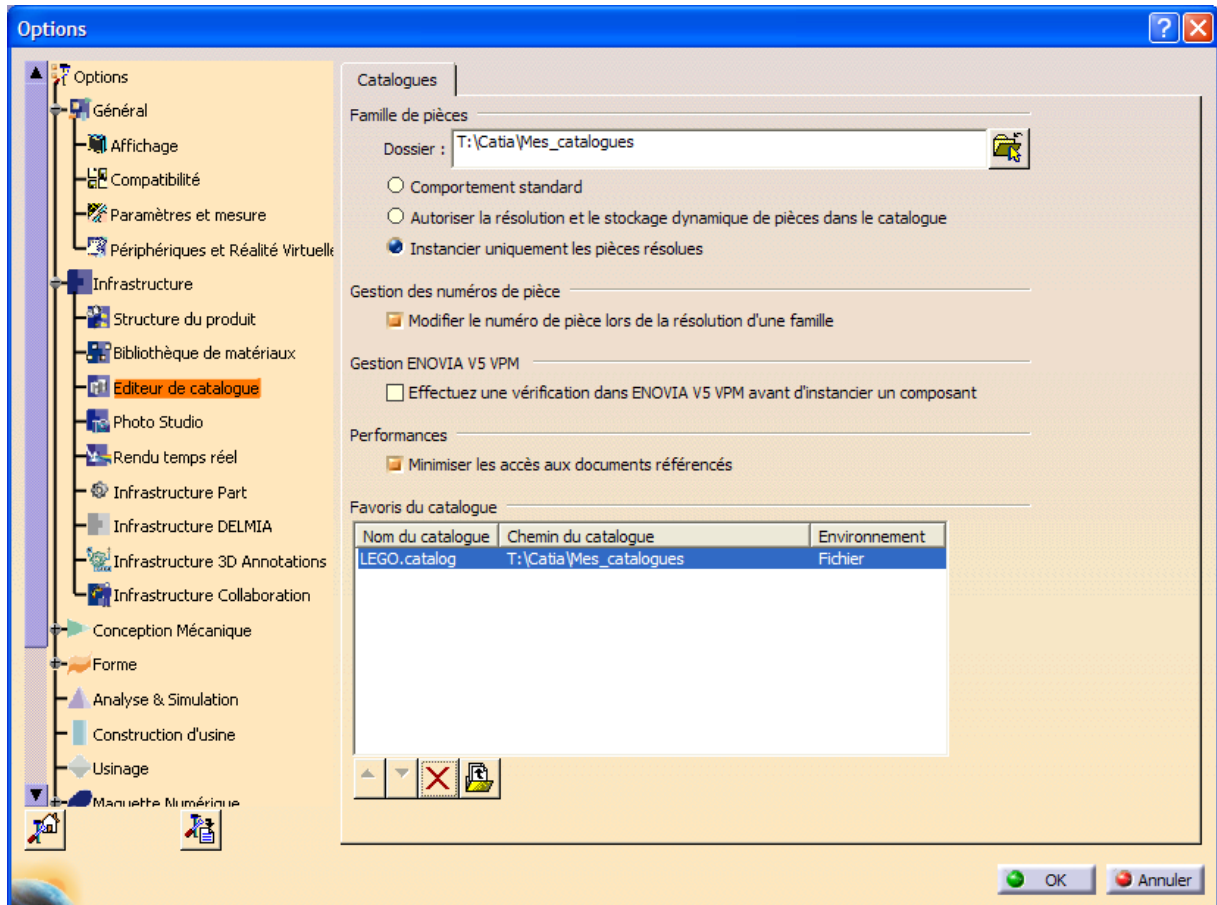 Options
Options
Général
Affichage
Compatibilité
Paramètres et mesure
Périphériques et Réalité Virtuelle
Infrastructure
Structure du produit
Bibliothèque de matériaux
Editeur de catalogue
Photo Studio
Rendu temps réel
Infrastructure Part
Infrastructure DELMIA
Infrastructure 3D Annotations
Infrastructure Collaboration
Conception Mécanique
Forme
Analyse & Simulation
Construction d'usine
Usinage
Maquette Numérique
Catalogues
Famille de pièces
Dossier : T:\Catia\Mes_catalogues
Comportement standard
Autoriser la résolution et le stockage dynamique de pièces dans le catalogue
Instancier uniquement les pièces résolues
Gestion des numéros de pièce
Modifier le numéro de pièce lors de la résolution d'une famille
Gestion ENOVIA V5 VPM
Effectuez une vérification dans ENOVIA V5 VPM avant d'instancier un composant
Performances
Minimiser les accès aux documents référencés
Favoris du catalogue
Nom du catalogue Chemin du catalogue Environnement
LEGO.catalog T:\Catia\Mes_catalogues Fichier
OK Annuler